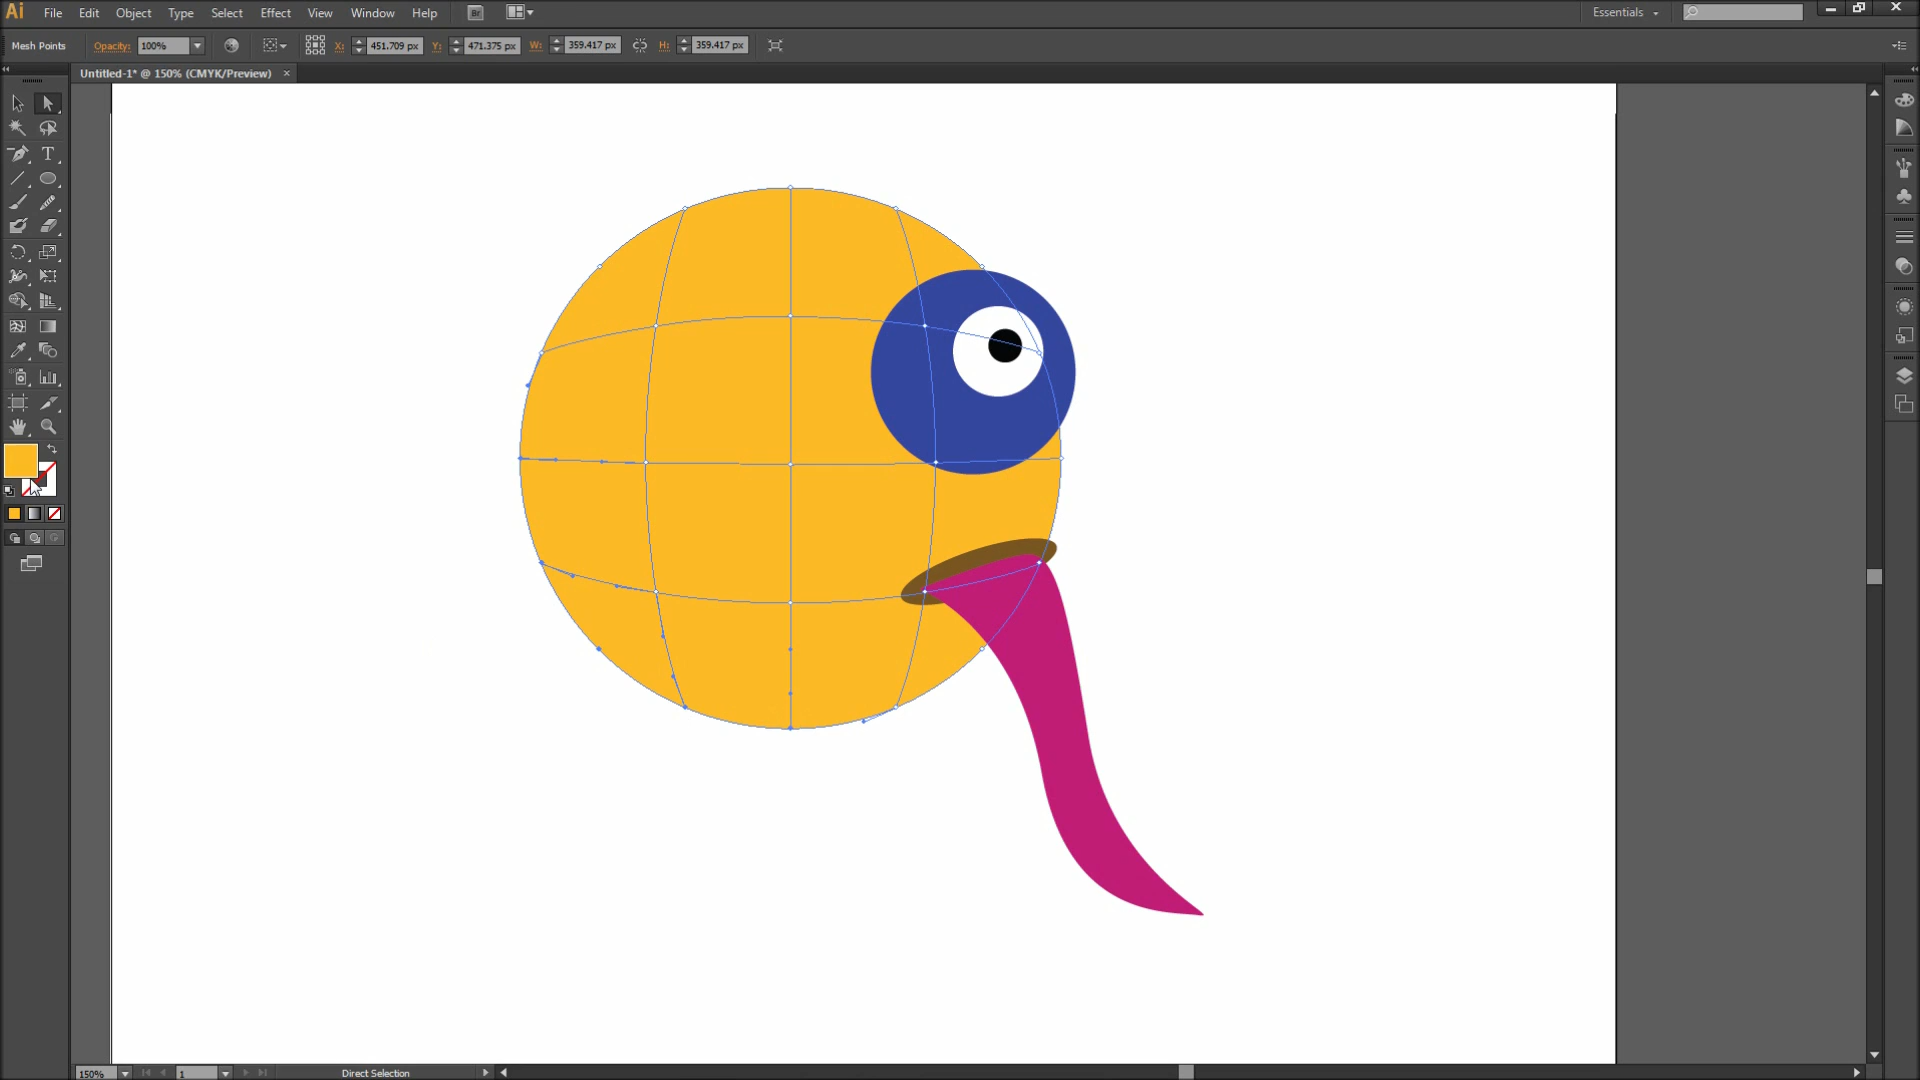 Ai File Edit Object Type Select Effect View Window Help Br Essentials
Mesh Points Opacity: 100% X: 451.709 px Y: 471.375 px W: 359.417 px H: 359.417 px
Untitled-1* @ 150% (CMYK/Preview) ×
T
150% 1 Direct Selection